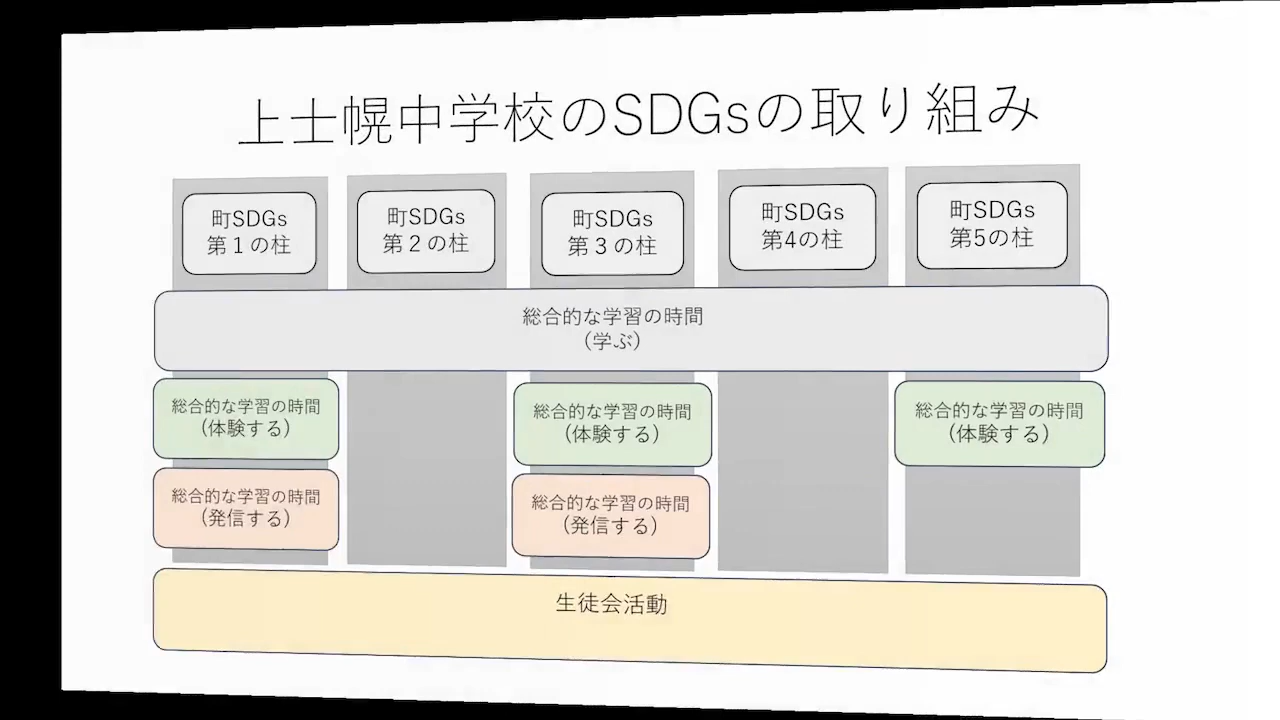 上士幌中学校のSDGsの取り組み
町SDGs
第１の柱
町SDGs
第２の柱
町SDGs
第３の柱
町SDGs
第4の柱
町SDGs
第5の柱
総合的な学習の時間
（学ぶ）
総合的な学習の時間
（体験する）
総合的な学習の時間
（体験する）
総合的な学習の時間
（体験する）
総合的な学習の時間
（発信する）
総合的な学習の時間
（発信する）
生徒会活動